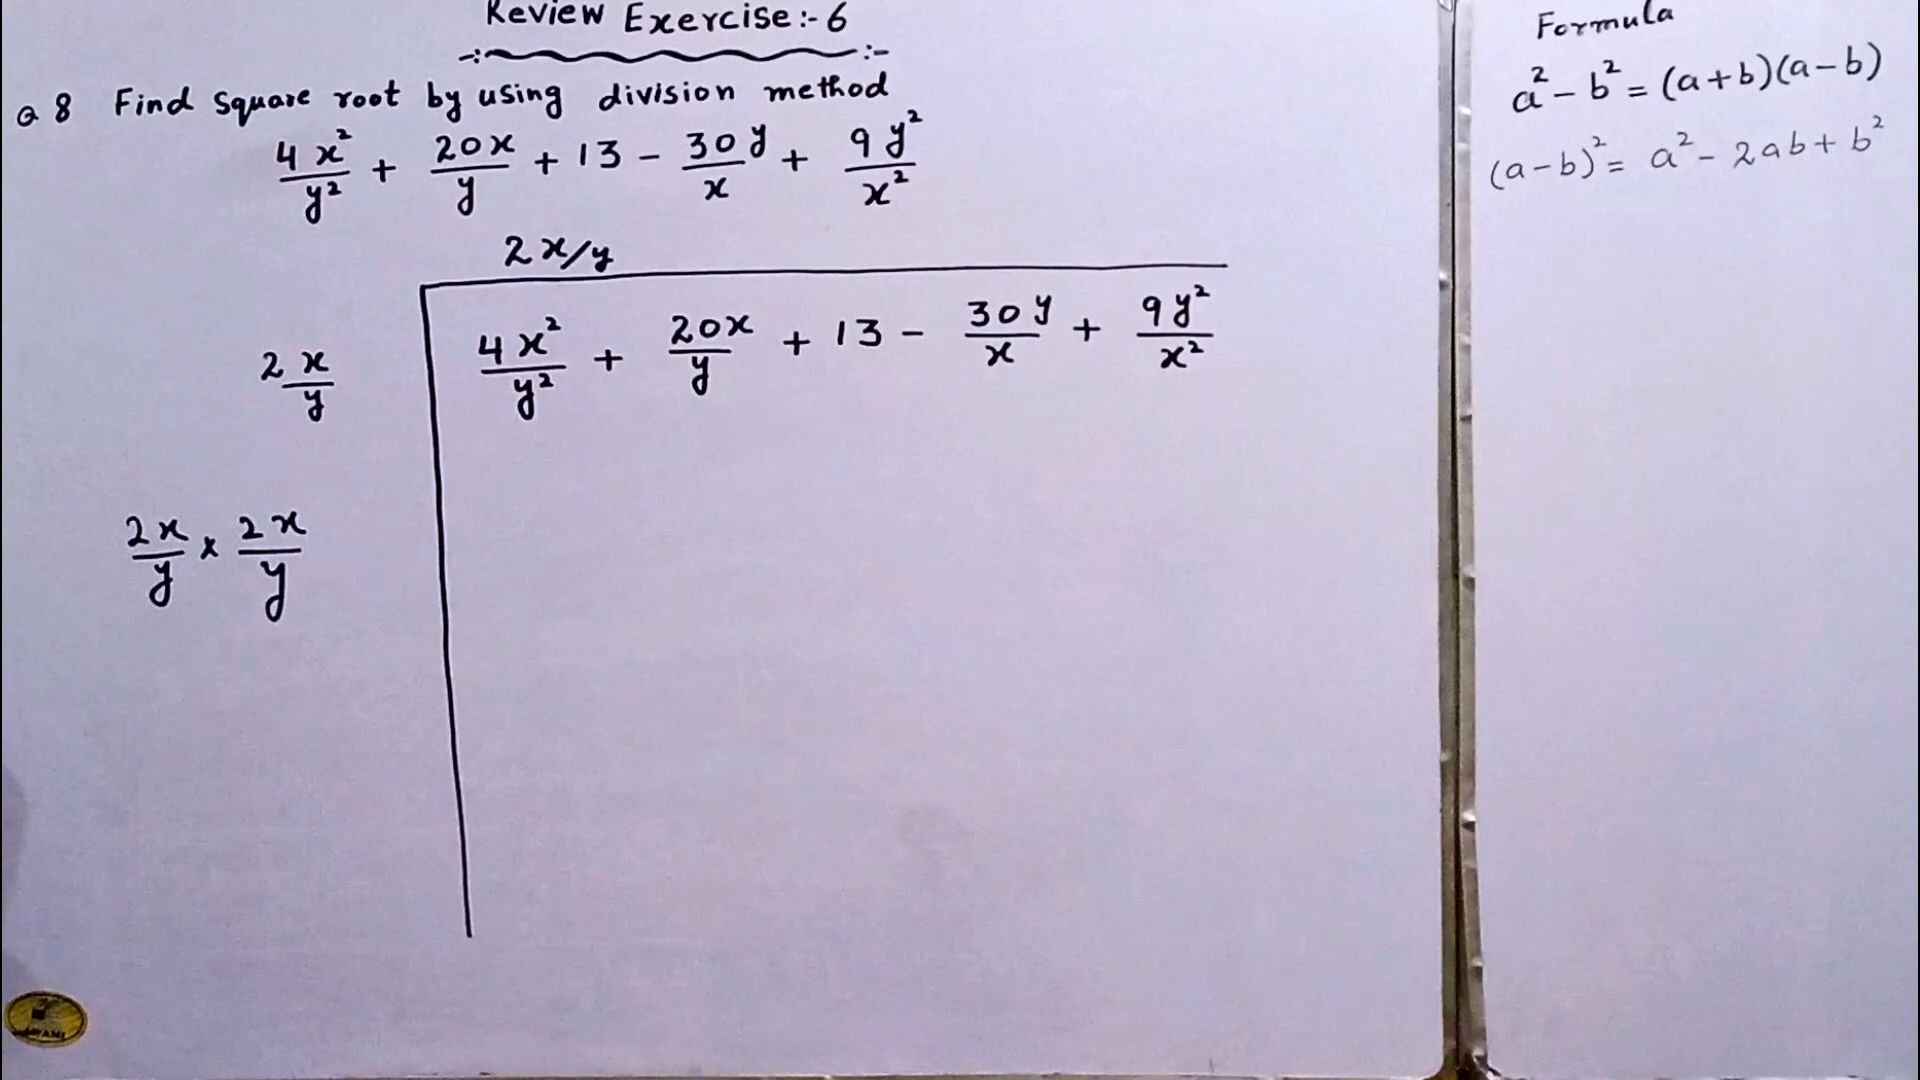 Review Exercise:-6
Q 8 Find square root by using division method
4x²/y² + 20x/y + 13 - 30y/x + 9y²/x²
2x/y
2x/y
4x²/y² + 20x/y + 13 - 30y/x + 9y²/x²
2x/y × 2x/y
Formula
a² - b² = (a+b)(a-b)
(a-b)² = a² - 2ab + b²